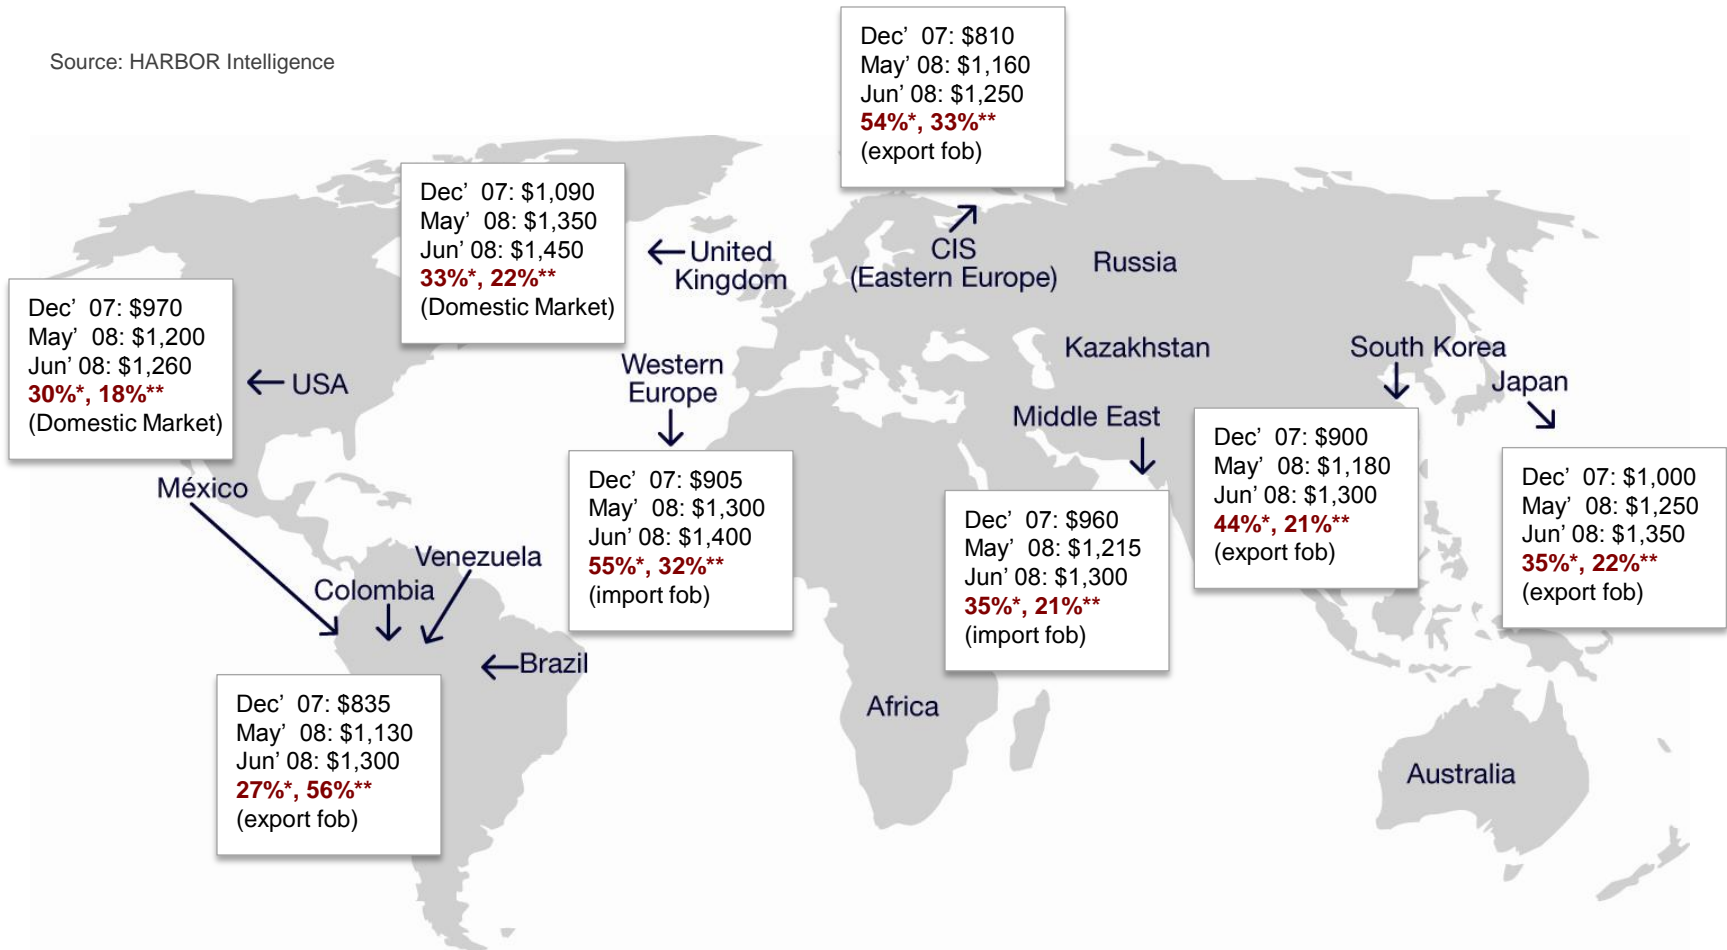 Source: HARBOR Intelligence
Dec’ 07: $810
May’ 08: $1,160
Jun’ 08: $1,250
54%*, 33%**
(export fob)
Dec’ 07: $1,090
May’ 08: $1,350
Jun’ 08: $1,450
33%*, 22%**
(Domestic Market)
United
Kingdom
CIS
(Eastern Europe)
Russia
Dec’ 07: $970
May’ 08: $1,200
Jun’ 08: $1,260
30%*, 18%**
(Domestic Market)
USA
Western
Europe
Kazakhstan
South Korea
Japan
Middle East
México
Dec’ 07: $905
May’ 08: $1,300
Jun’ 08: $1,400
55%*, 32%**
(import fob)
Dec’ 07: $960
May’ 08: $1,215
Jun’ 08: $1,300
35%*, 21%**
(import fob)
Dec’ 07: $900
May’ 08: $1,180
Jun’ 08: $1,300
44%*, 21%**
(export fob)
Dec’ 07: $1,000
May’ 08: $1,250
Jun’ 08: $1,350
35%*, 22%**
(export fob)
Venezuela
Colombia
Brazil
Dec’ 07: $835
May’ 08: $1,130
Jun’ 08: $1,300
27%*, 56%**
(export fob)
Africa
Australia